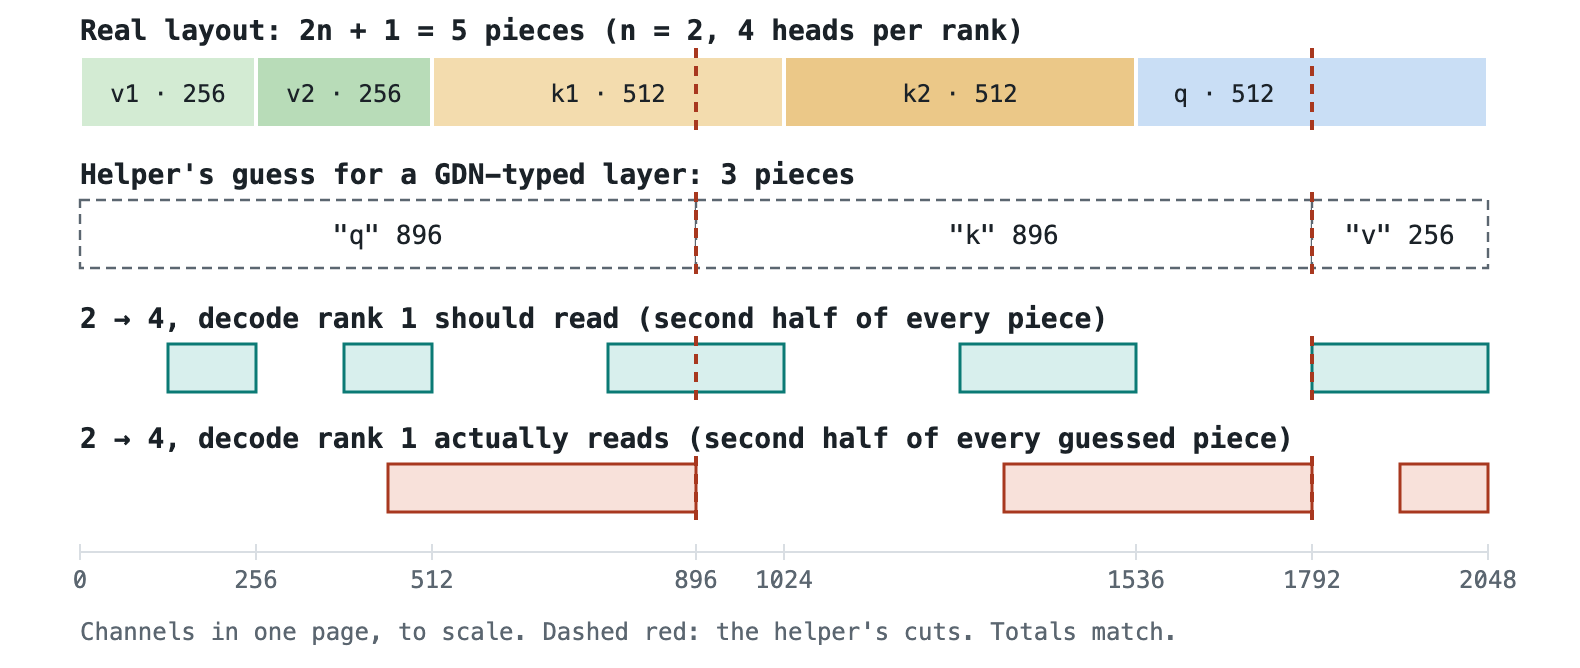 Real layout: 2n + 1 = 5 pieces (n = 2, 4 heads per rank)
v1 · 256 v2 · 256 k1 · 512 k2 · 512 q · 512
Helper's guess for a GDN-typed layer: 3 pieces
"q" 896 "k" 896 "v" 256
2 → 4, decode rank 1 should read (second half of every piece)
2 → 4, decode rank 1 actually reads (second half of every guessed piece)
0 256 512 896 1024 1536 1792 2048
Channels in one page, to scale. Dashed red: the helper's cuts. Totals match.